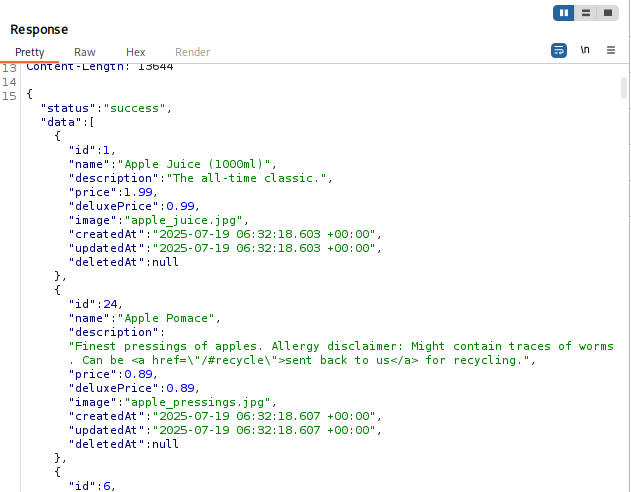 Response
Pretty Raw Hex Render \n
13 Content-Length: 13644
14
15 {
"status":"success",
"data":[
{
"id":1,
"name":"Apple Juice (1000ml)",
"description":"The all-time classic.",
"price":1.99,
"deluxePrice":0.99,
"image":"apple_juice.jpg",
"createdAt":"2025-07-19 06:32:18.603 +00:00",
"updatedAt":"2025-07-19 06:32:18.603 +00:00",
"deletedAt":null
},
{
"id":24,
"name":"Apple Pomace",
"description":
"Finest pressings of apples. Allergy disclaimer: Might contain traces of worms
. Can be <a href=\"/#recycle\">sent back to us</a> for recycling.",
"price":0.89,
"deluxePrice":0.89,
"image":"apple_pressings.jpg",
"createdAt":"2025-07-19 06:32:18.607 +00:00",
"updatedAt":"2025-07-19 06:32:18.607 +00:00",
"deletedAt":null
},
{
"id":6,